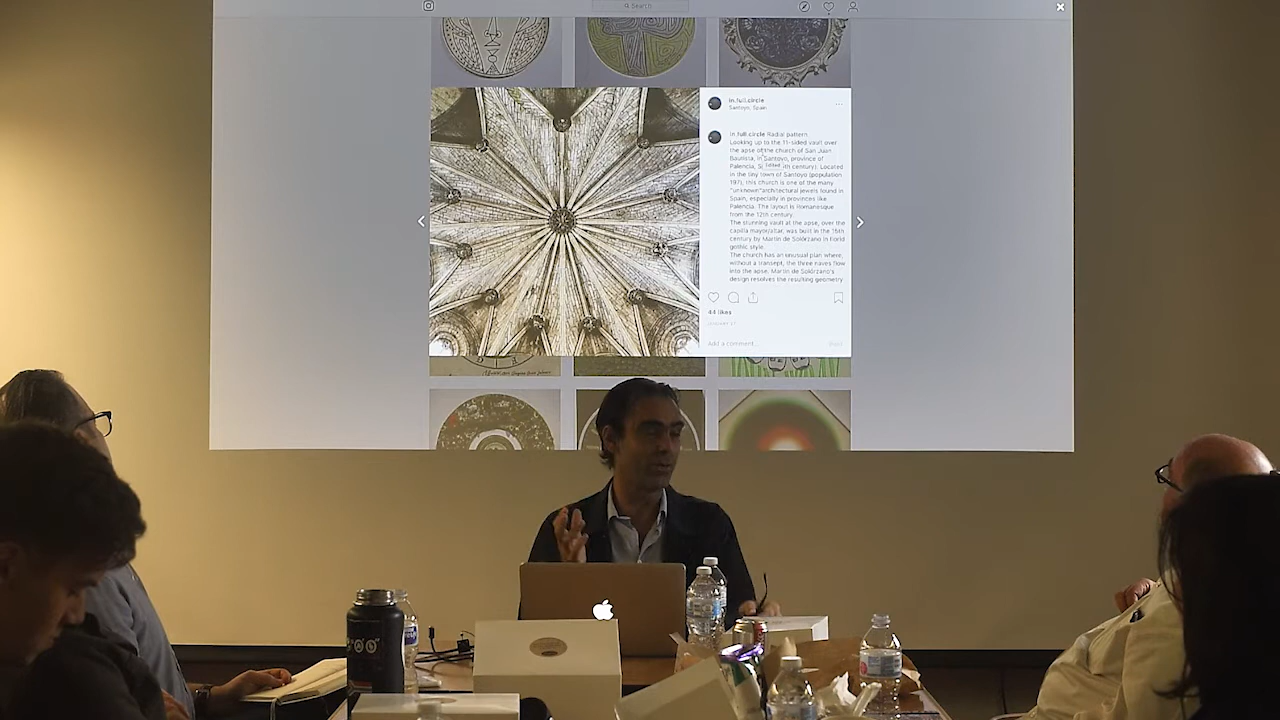 Search
in.full.circle
Santoyo, Spain
in.full.circle Radial pattern
Looking up to the 11-sided vault over
the apse of the church of San Juan
Bautista, in Santoyo, province of
Palencia, th century). Located
in the tiny town of Santoyo (population
197), this church is one of the many
"unknown"architectural jewels found in
Spain, especially in provinces like
Palencia. The layout is Romanesque
from the 12th century.
The stunning vault at the apse, over the
capilla mayor/altar, was built in the 15th
century by Martín de Solórzano in florid
gothic style.
The church has an unusual plan where,
without a transept, the three naves flow
into the apse. Martín de Solórzano's
design resolves the resulting geometry
44 likes
JANUARY 17
Add a comment...
Post